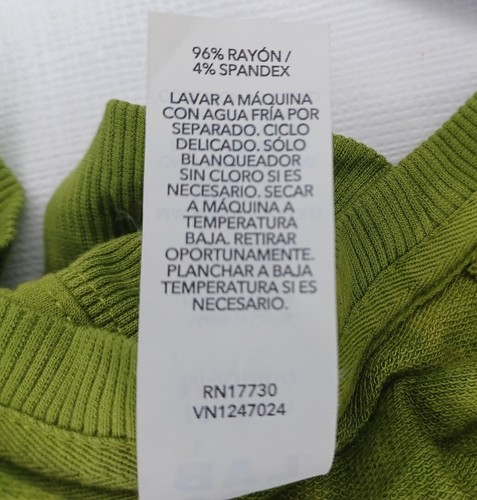 96% RAYÓN /
4% SPANDEX
LAVAR A MÁQUINA
CON AGUA FRÍA POR
SEPARADO. CICLO
DELICADO. SÓLO
BLANQUEADOR
SIN CLORO SI ES
NECESARIO. SECAR
A MÁQUINA A
TEMPERATURA
BAJA. RETIRAR
OPORTUNAMENTE.
PLANCHAR A BAJA
TEMPERATURA SI ES
NECESARIO.
RN17730
VN1247024